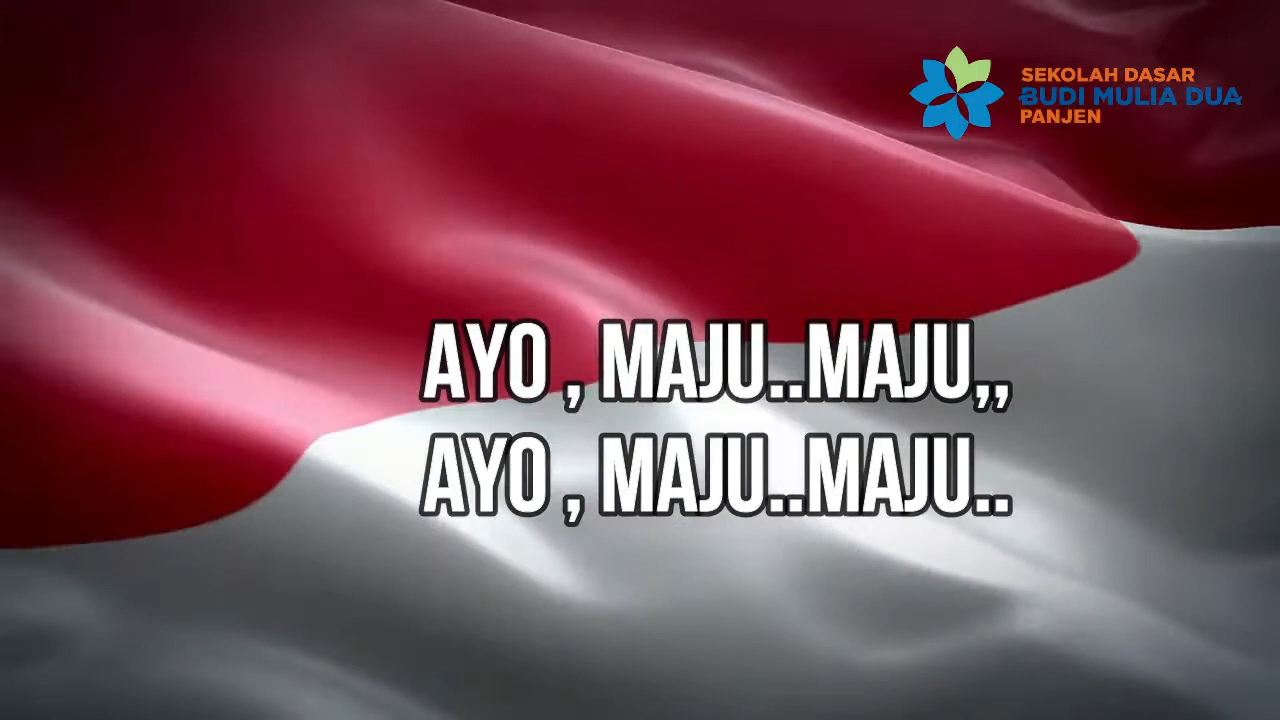 SEKOLAH DASAR
BUDI MULIA DUA
PANJEN
AYO , MAJU..MAJU,,
AYO , MAJU..MAJU..